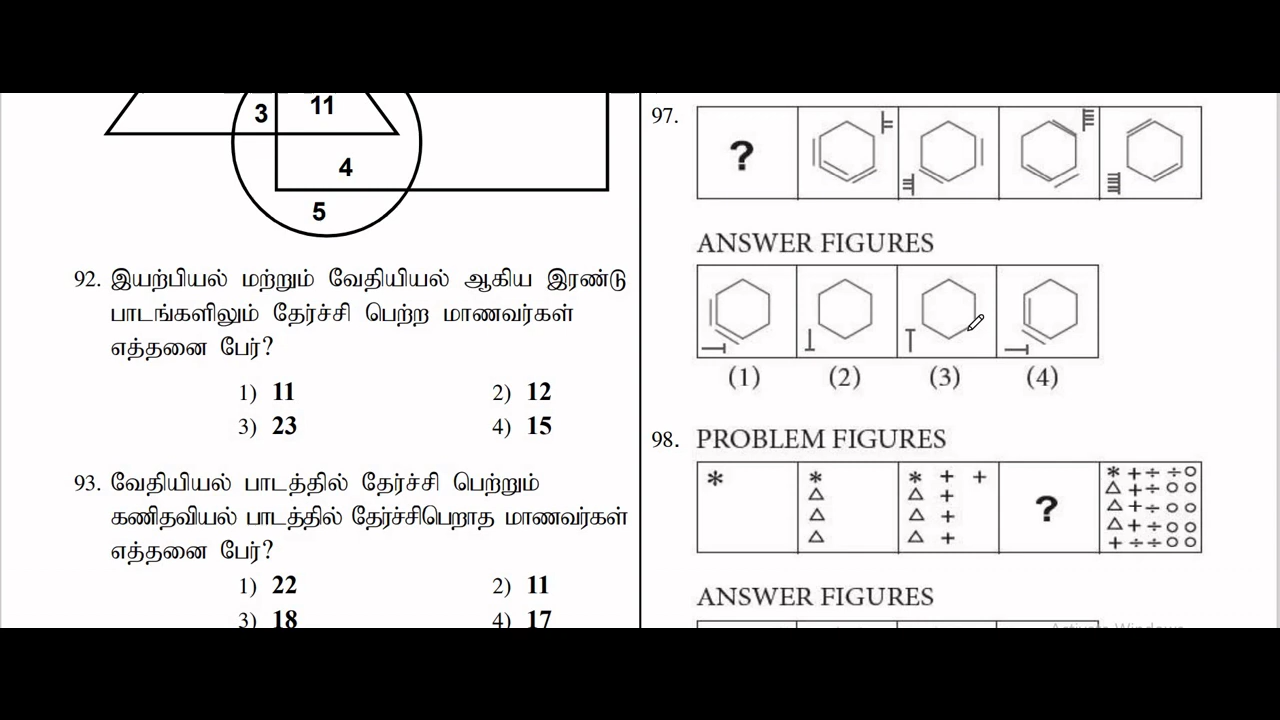 3
11
4
5
92. இயற்பியல் மற்றும் வேதியியல் ஆகிய இரண்டு
பாடங்களிலும் தேர்ச்சி பெற்ற மாணவர்கள்
எத்தனை பேர்?
1) 11 2) 12
3) 23 4) 15
93. வேதியியல் பாடத்தில் தேர்ச்சி பெற்றும்
கணிதவியல் பாடத்தில் தேர்ச்சிபெறாத மாணவர்கள்
எத்தனை பேர்?
1) 22 2) 11
3) 18 4) 17
97.
?
ANSWER FIGURES
(1) (2) (3) (4)
98. PROBLEM FIGURES
* * * + + ? * + ÷ ÷ ○
△ △ + △ + ÷ ○ ○
△ △ + △ + ÷ ○ ○
△ △ + △ + ÷ ○ ○
+ ÷ ÷ ○ ○
ANSWER FIGURES